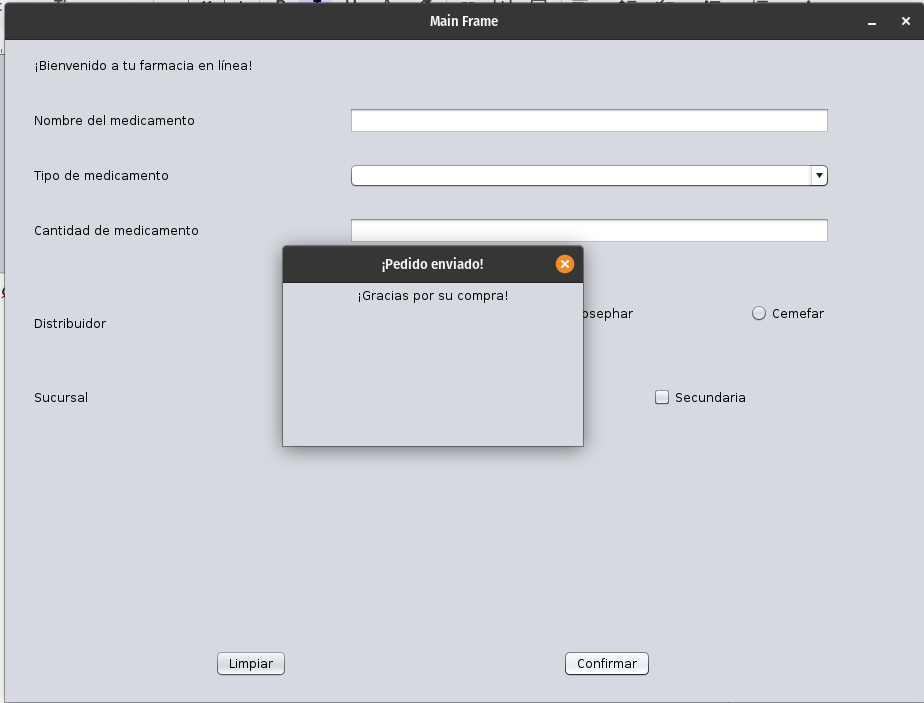 Main Frame
¡Bienvenido a tu farmacia en línea!
Nombre del medicamento
Tipo de medicamento
Cantidad de medicamento
¡Pedido enviado!
¡Gracias por su compra!
Distribuidor
Cemefar
Sucursal
Secundaria
Limpiar
Confirmar